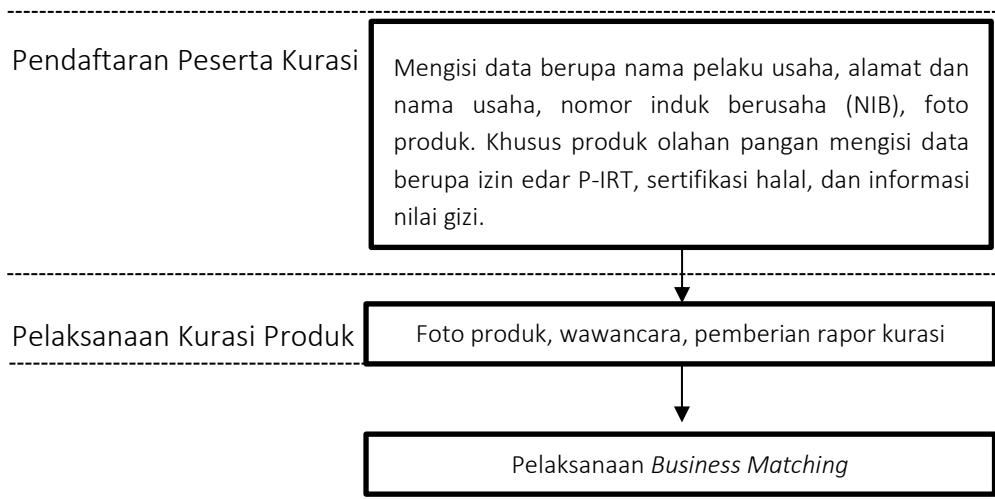 Pendaftaran Peserta Kurasi
Mengisi data berupa nama pelaku usaha, alamat dan
nama usaha, nomor induk berusaha (NIB), foto
produk. Khusus produk olahan pangan mengisi data
berupa izin edar P-IRT, sertifikasi halal, dan informasi
nilai gizi.
Pelaksanaan Kurasi Produk
Foto produk, wawancara, pemberian rapor kurasi
Pelaksanaan Business Matching